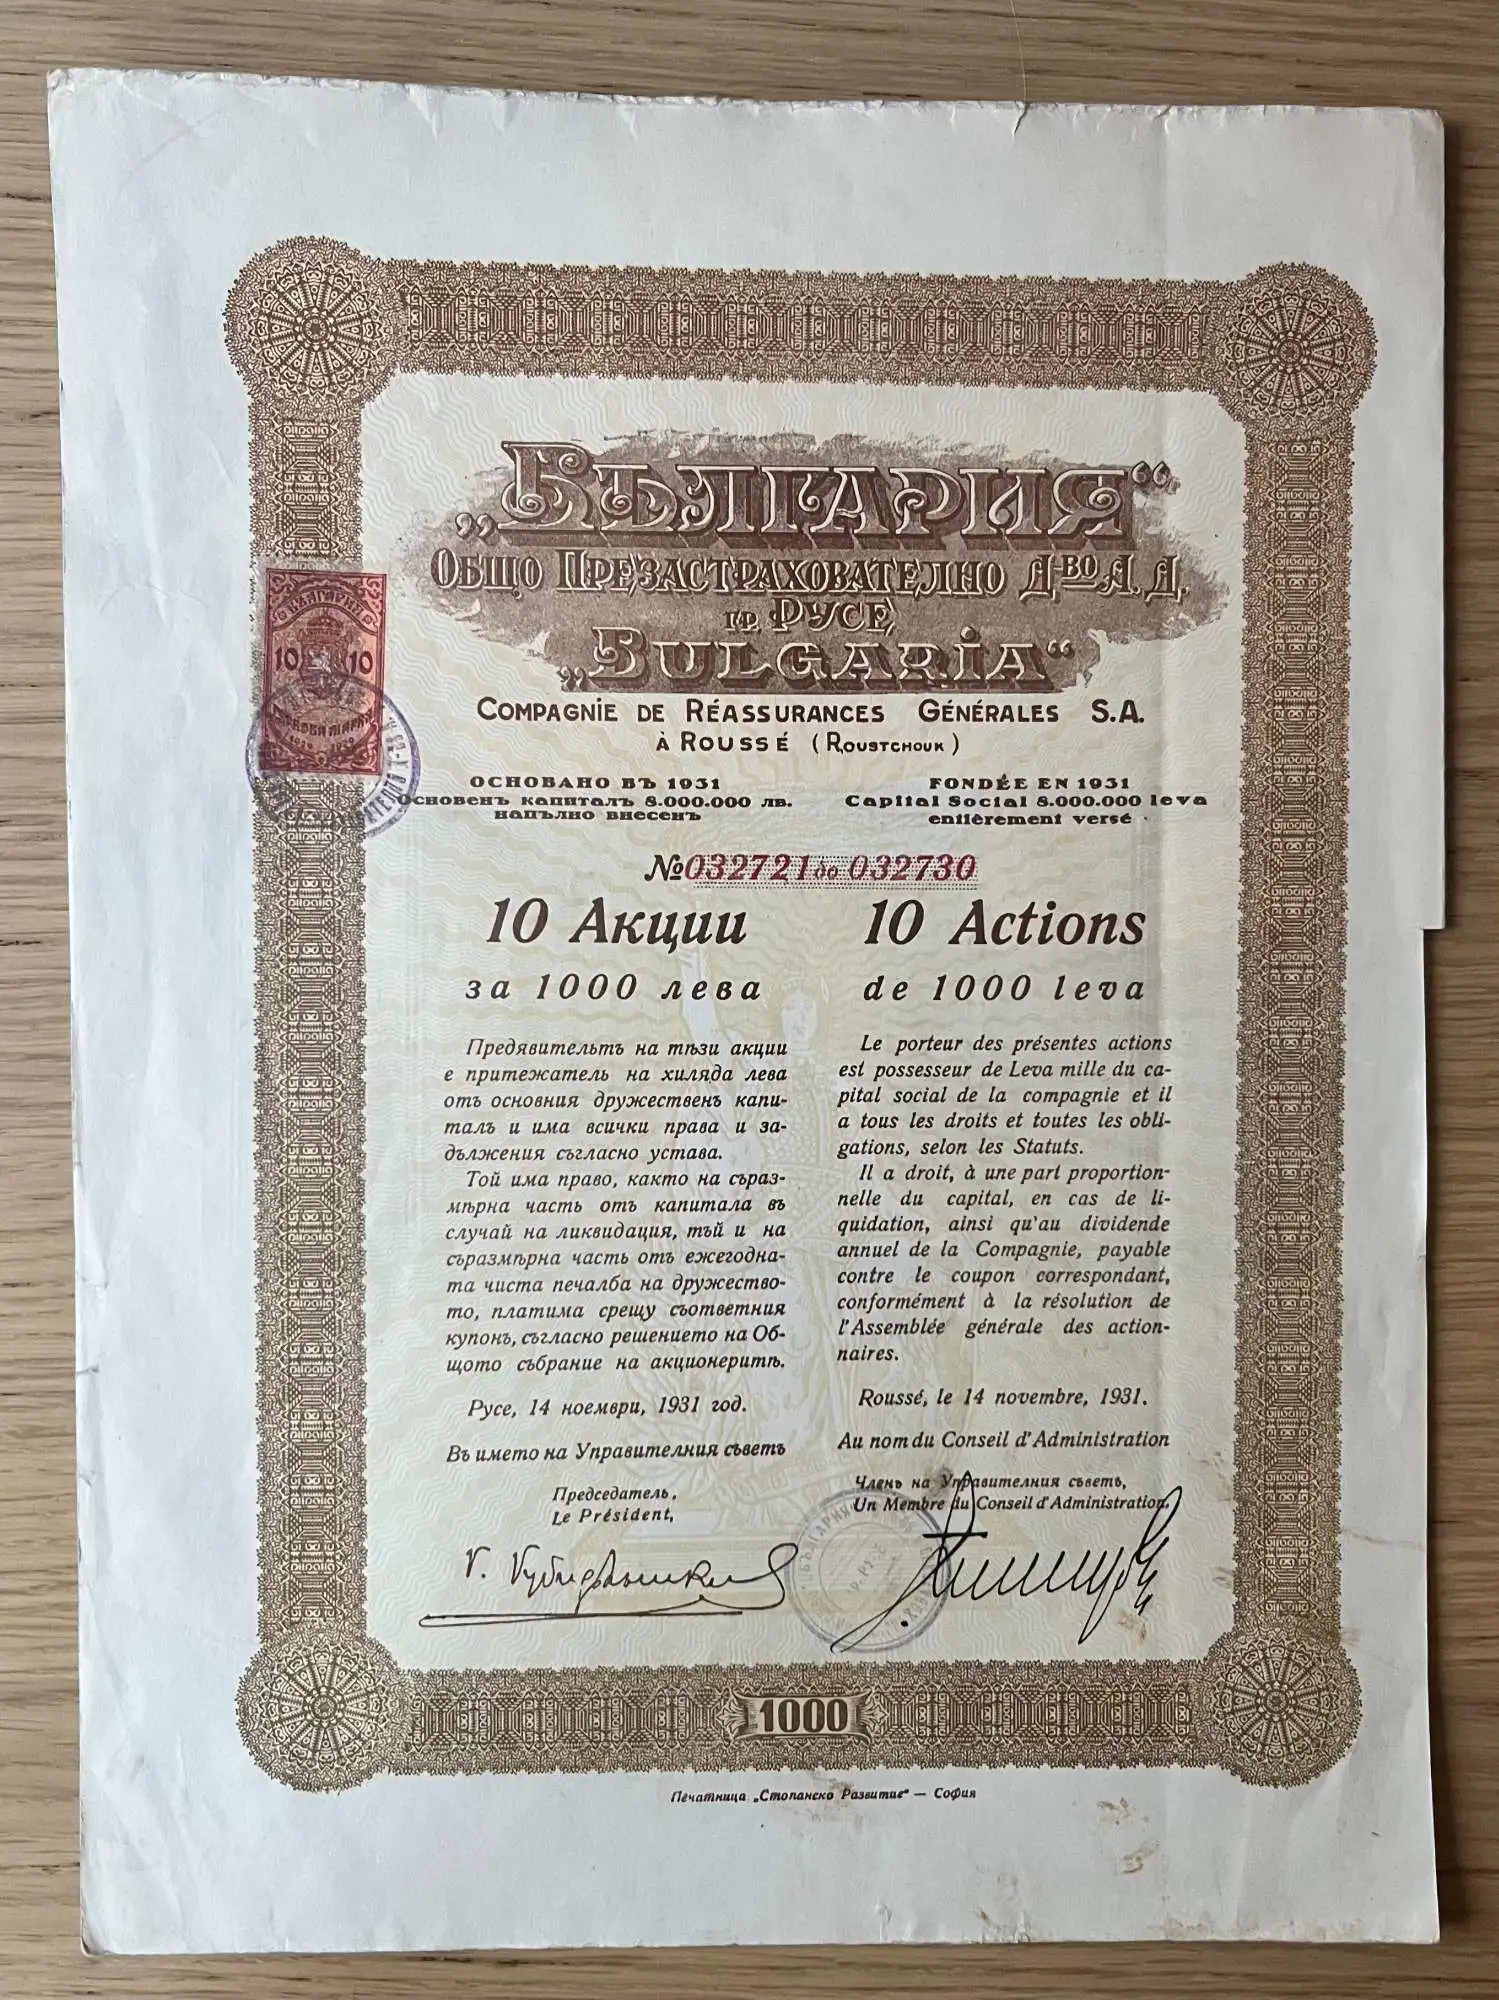 „БЪЛГАРИЯ“
ОБЩО ПРЕЗАСТРАХОВАТЕЛНО Д-ВО А. Д.
ГР. РУСЕ
„BULGARIA“
COMPAGNIE DE RÉASSURANCES GÉNÉRALES S.A.
À ROUSSÉ (ROUSTCHOUK)
БЪЛГАРИЯ
10 10
ГЕРБОВА МАРКА
ОСНОВАНО ВЪ 1931
Основенъ капиталъ 8.000.000 лв.
напълно внесенъ
FONDÉE EN 1931
Capital Social 8.000.000 leva
entièrement versé
№ 032721 до 032730
10 Акции
за 1000 лева
Предявительтъ на тѣзи акции
е притежатель на хиляда лева
отъ основния дружественъ капи-
талъ и има всички права и за-
дължения съгласно устава.
Той има право, както на съраз-
мѣрна часть отъ капитала въ
случай на ликвидация, тъй и на
съразмѣрна часть отъ ежегодна-
та чиста печалба на дружество-
то, платима срещу съответния
купонъ, съгласно решението на Об-
щото събрание на акционеритѣ.
Русе, 14 ноември, 1931 год.
Въ името на Управителния съветъ
Председатель,
Le Président,
10 Actions
de 1000 leva
Le porteur des présentes actions
est possesseur de Leva mille du ca-
pital social de la compagnie et il
a tous les droits et toutes les obli-
gations, selon les Statuts.
Il a droit, à une part proportion-
nelle du capital, en cas de li-
quidation, ainsi qu'au dividende
annuel de la Compagnie, payable
contre le coupon correspondant,
conformément à la résolution de
l'Assemblée générale des action-
naires.
Roussé, le 14 novembre, 1931.
Au nom du Conseil d'Administration
Членъ на Управителния съветъ,
Un Membre du Conseil d'Administration,
1000
Печатница „Стопанско Развитие“ — София